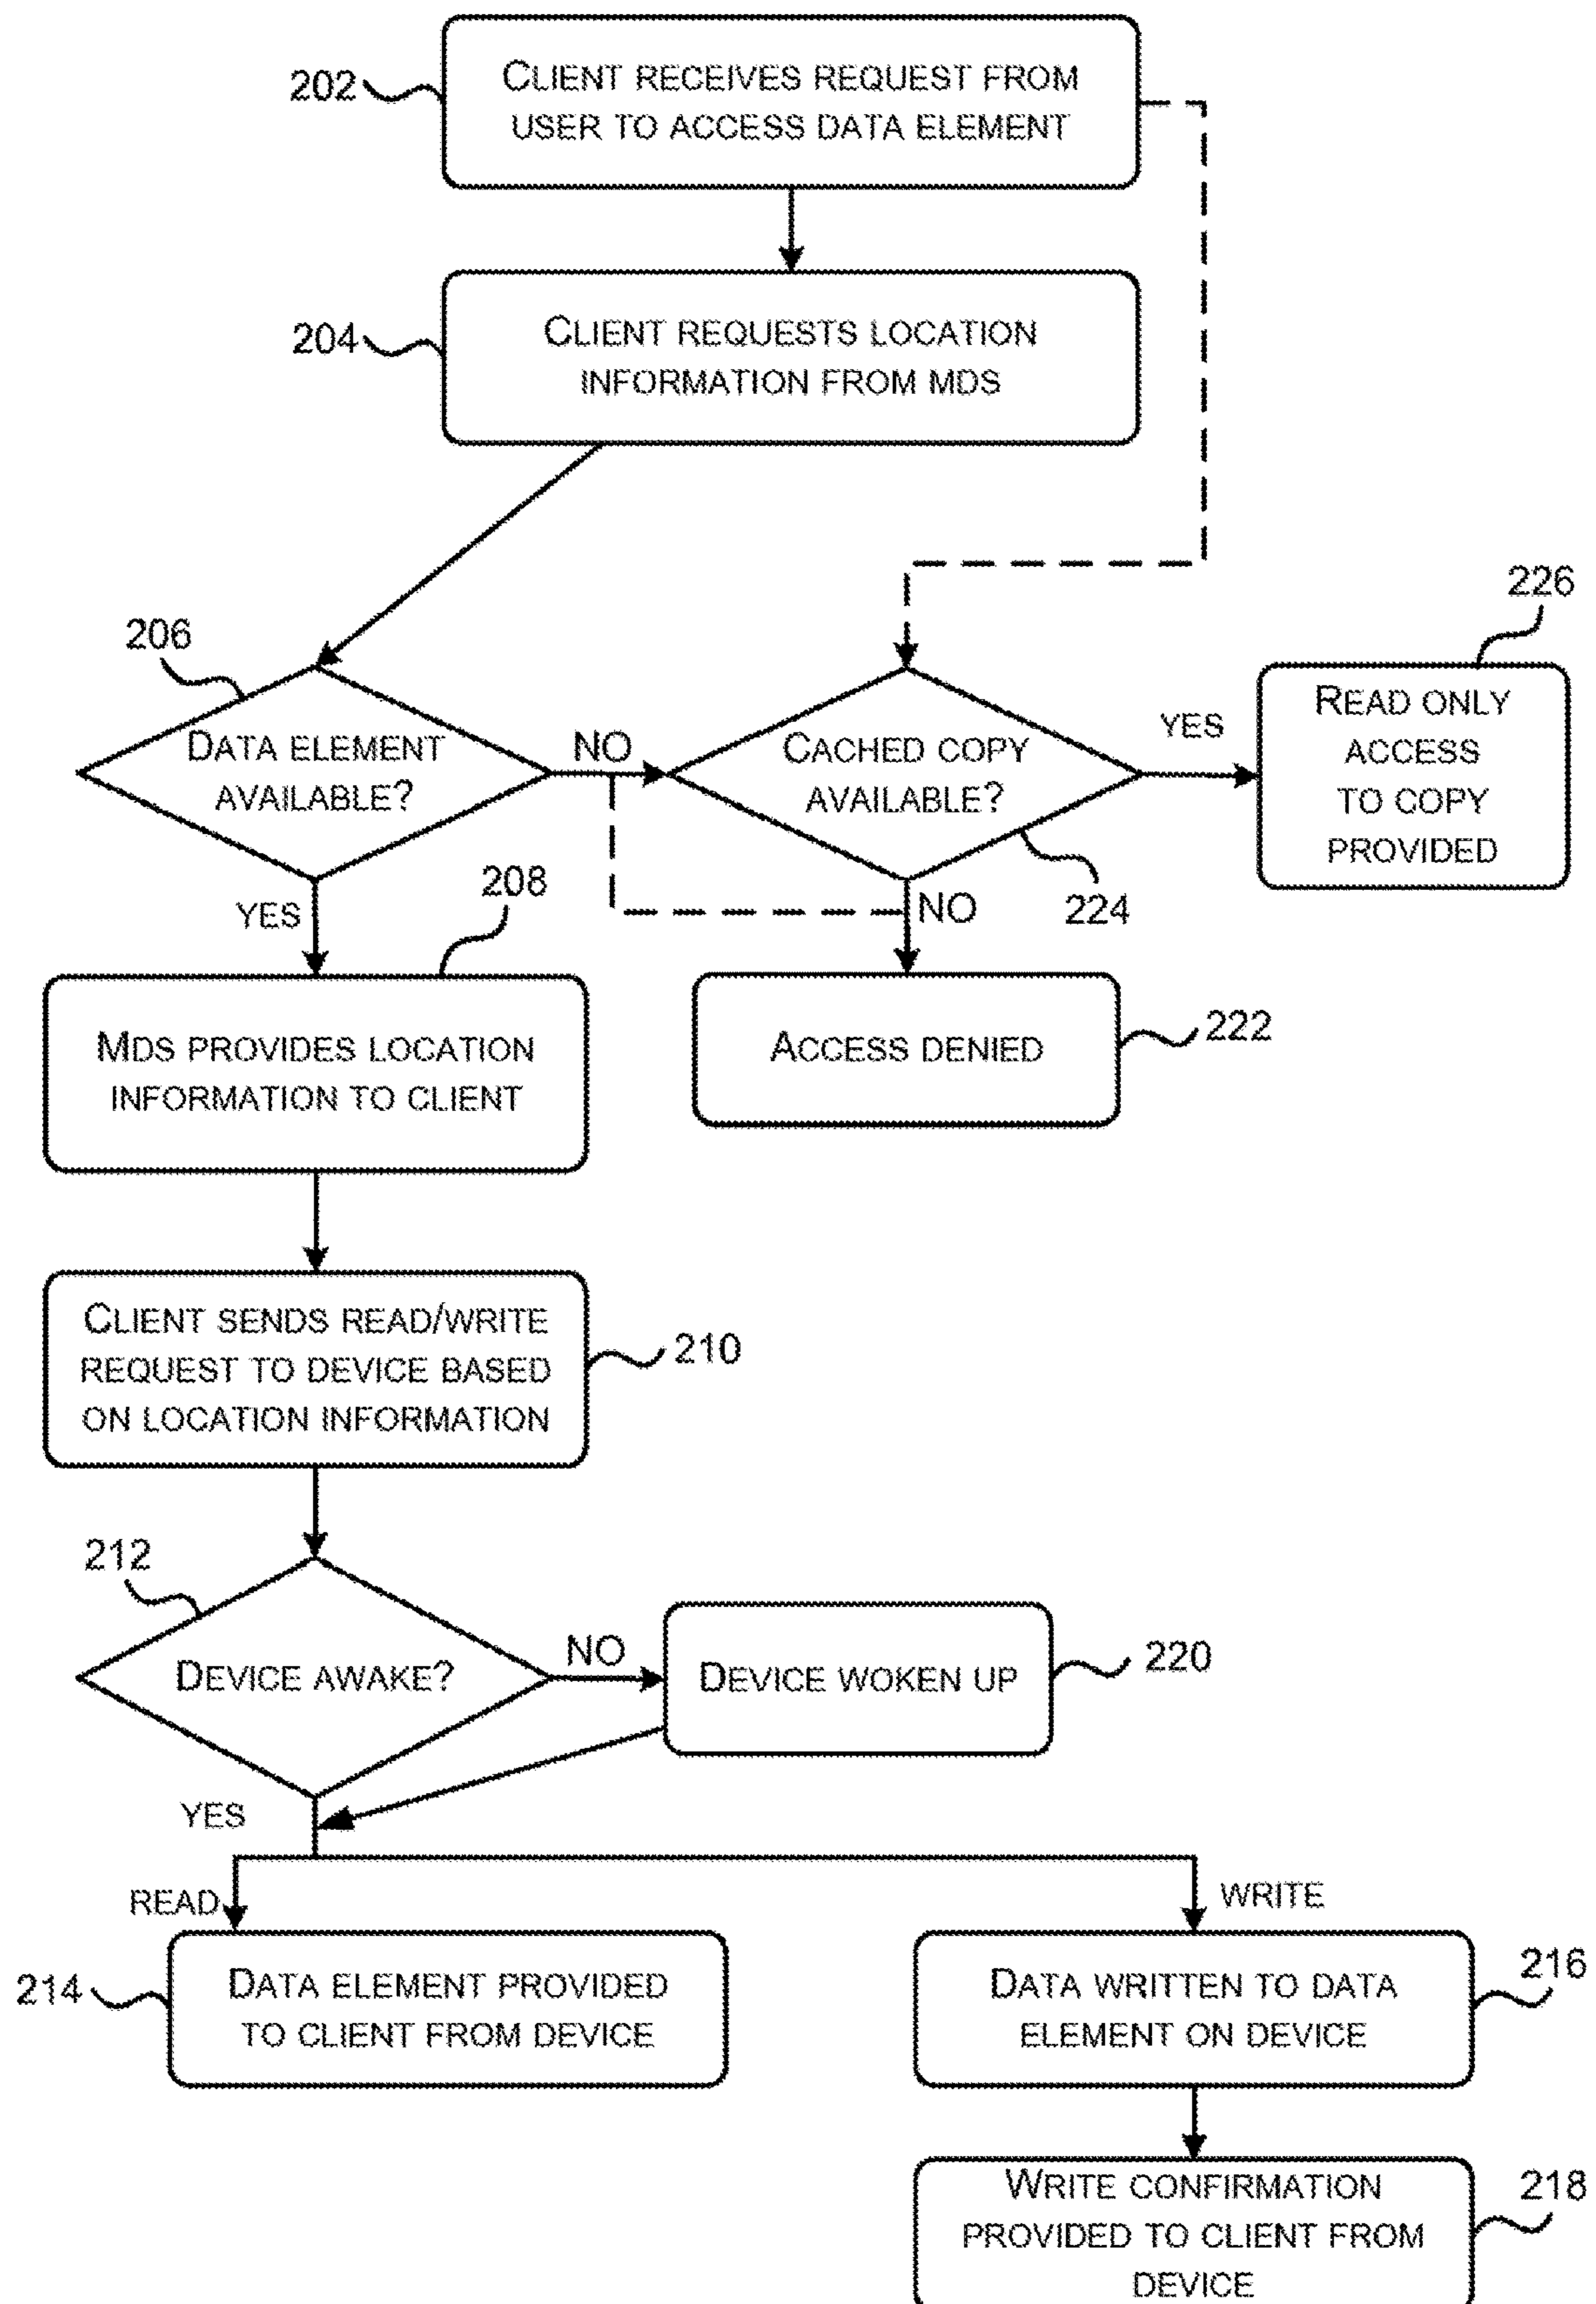 202
CLIENT RECEIVES REQUEST FROM
USER TO ACCESS DATA ELEMENT
204
CLIENT REQUESTS LOCATION
INFORMATION FROM MDS
206
DATA ELEMENT
AVAILABLE?
NO
CACHED COPY
AVAILABLE?
YES
226
READ ONLY
ACCESS
TO COPY
PROVIDED
YES
208
NO
224
MDS PROVIDES LOCATION
INFORMATION TO CLIENT
ACCESS DENIED
222
CLIENT SENDS READ/WRITE
REQUEST TO DEVICE BASED
ON LOCATION INFORMATION
210
212
DEVICE AWAKE?
NO
DEVICE WOKEN UP
220
YES
READ
WRITE
214
DATA ELEMENT PROVIDED
TO CLIENT FROM DEVICE
DATA WRITTEN TO DATA
ELEMENT ON DEVICE
216
WRITE CONFIRMATION
PROVIDED TO CLIENT FROM
DEVICE
218